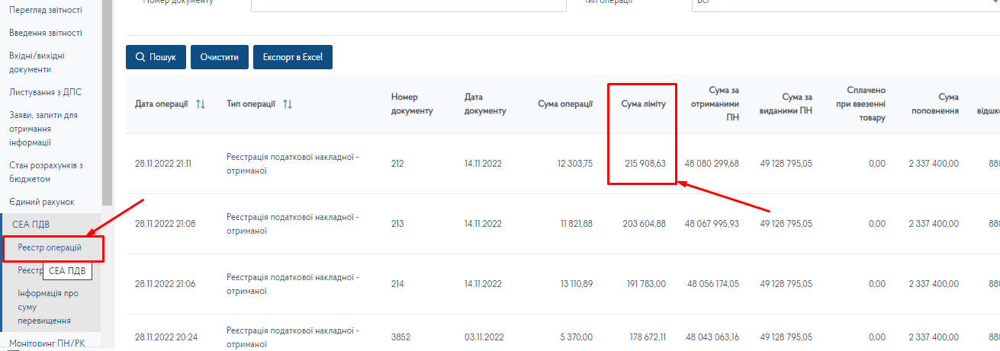 Перегляд звітності
Введення звітності
Вхідні/вихідні
документи
Листування з ДПС
Заяви, запити для
отримання
інформації
Стан розрахунків з
бюджетом
Єдиний рахунок
СЕА ПДВ
Реєстр операцій
Реєстр
СЕА ПДВ
Інформація про
суму
перевищення
Моніторинг ПН/РК
Номер документу
Тип операції
Всі
Пошук Очистити Експорт в Excel
Дата операції
Тип операції
Номер
документу
Дата
документу
Сума операції
Сума ліміту
Сума за
отриманими
ПН
Сума за
виданими ПН
Сплачено
при ввезенні
товару
Сума
поповнення
28.11.2022 21:11
Реєстрація податкової накладної -
отриманої
212 14.11.2022 12 303,75 215 908,63 48 080 299,68 49 128 795,05 0,00 2 337 400,00 880
28.11.2022 21:08
Реєстрація податкової накладної -
отриманої
213 14.11.2022 11 821,88 203 604,88 48 067 995,93 49 128 795,05 0,00 2 337 400,00 880
28.11.2022 21:06
Реєстрація податкової накладної -
отриманої
214 14.11.2022 13 110,89 191 783,00 48 056 174,05 49 128 795,05 0,00 2 337 400,00 880
28.11.2022 20:24
Реєстрація податкової накладної -
отриманої
3852 03.11.2022 5 370,00 178 672,11 48 043 063,16 49 128 795,05 0,00 2 337 400,00 880